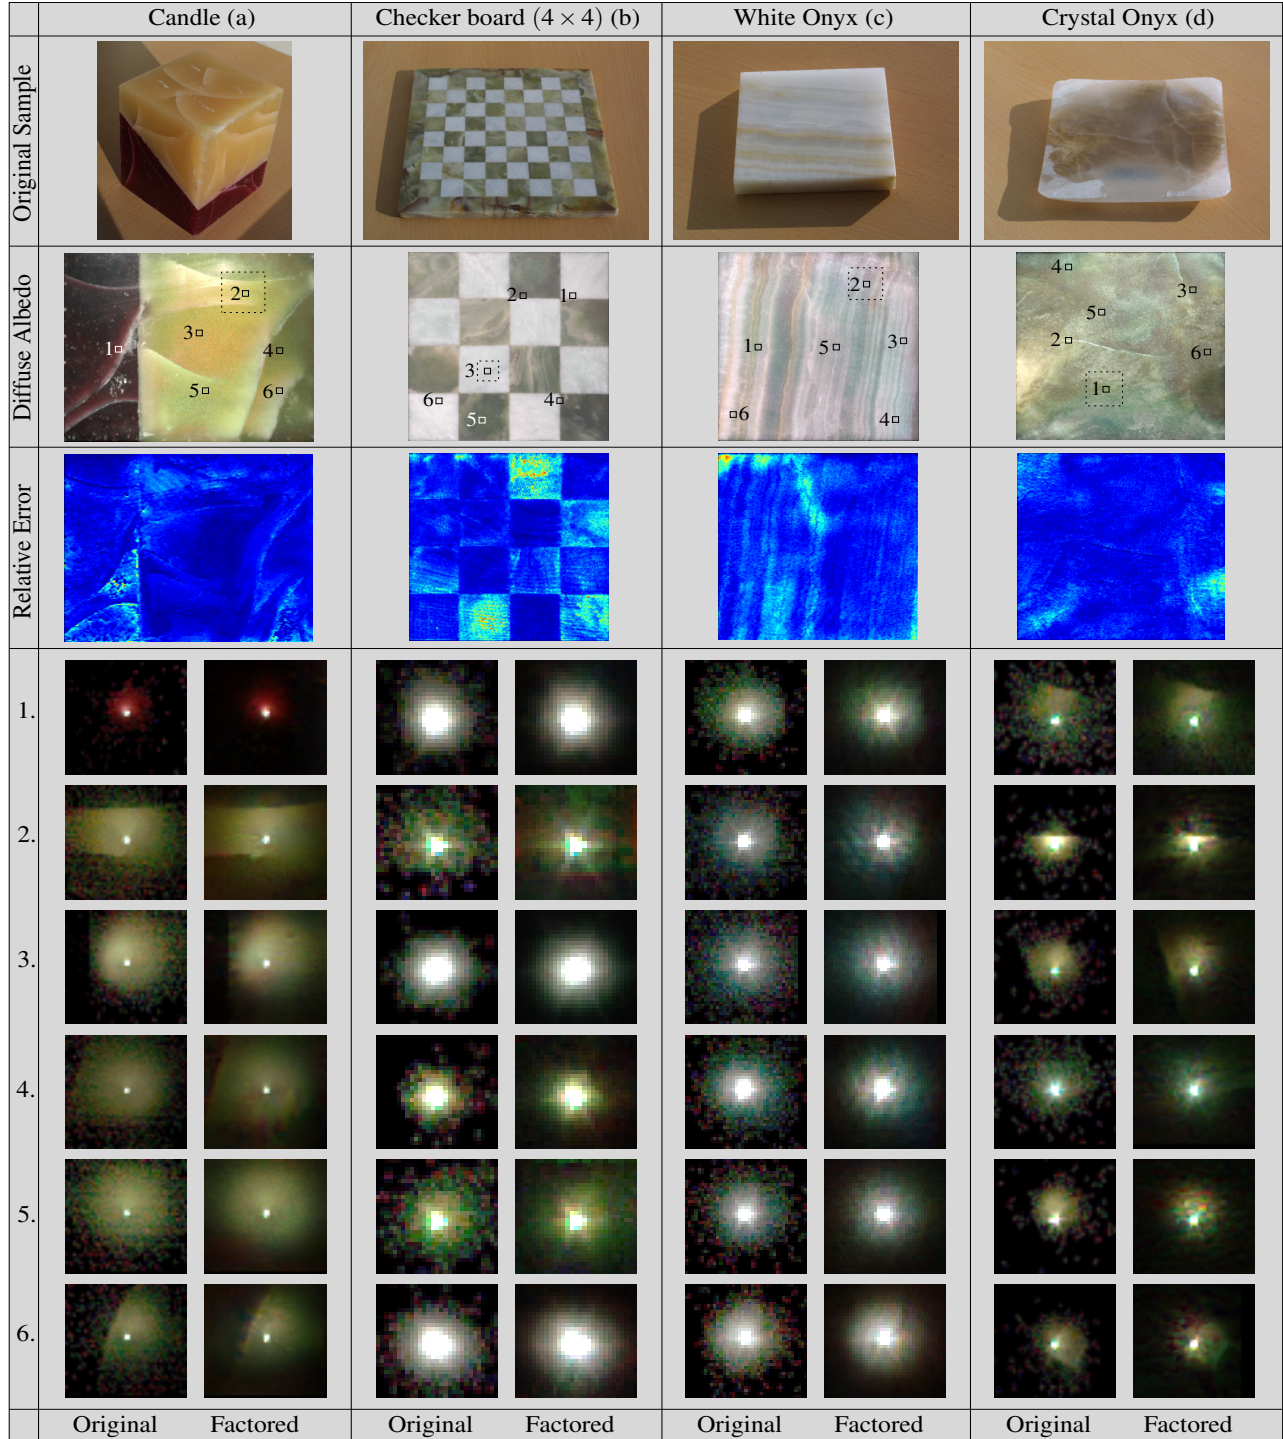 Candle (a) Checker board (4 × 4) (b) White Onyx (c) Crystal Onyx (d)
Original Sample
Diffuse Albedo
2 1 3 4 5 6
2 1 3 6 4 5
2 1 5 3 6 4
4 3 5 2 6 1
Relative Error
1.
2.
3.
4.
5.
6.
Original Factored Original Factored Original Factored Original Factored